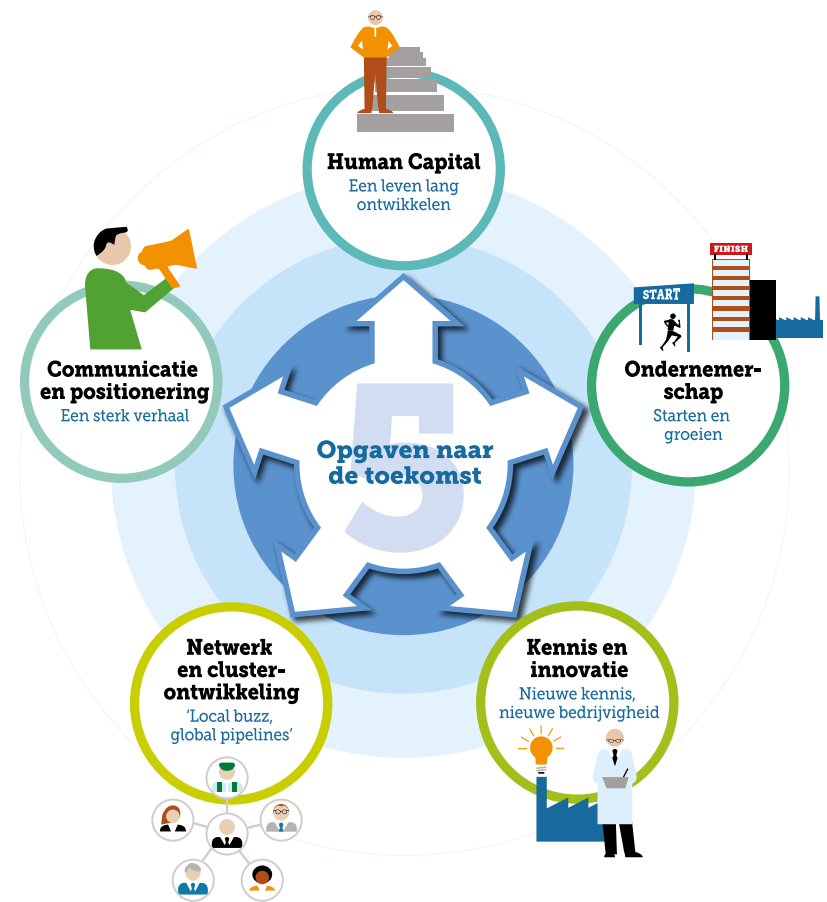 Human Capital
Een leven lang
ontwikkelen
FINISH
START
Ondernemer-
schap
Starten en
groeien
Communicatie
en positionering
Een sterk verhaal
5
Opgaven naar
de toekomst
Netwerk
en cluster-
ontwikkeling
‘Local buzz,
global pipelines’
Kennis en
innovatie
Nieuwe kennis,
nieuwe bedrijvigheid